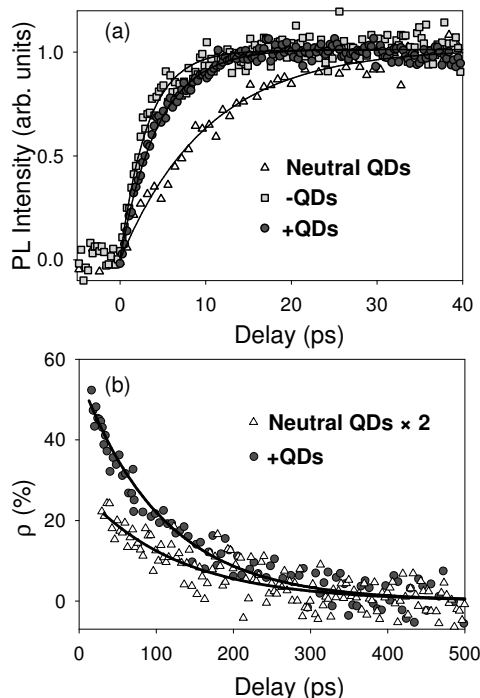 (a)
PL Intensity (arb. units)
1.0
0.5
0.0
Neutral QDs
-QDs
+QDs
0 10 20 30 40
Delay (ps)
(b)
ρ (%)
60
40
20
0
Neutral QDs × 2
+QDs
0 100 200 300 400 500
Delay (ps)